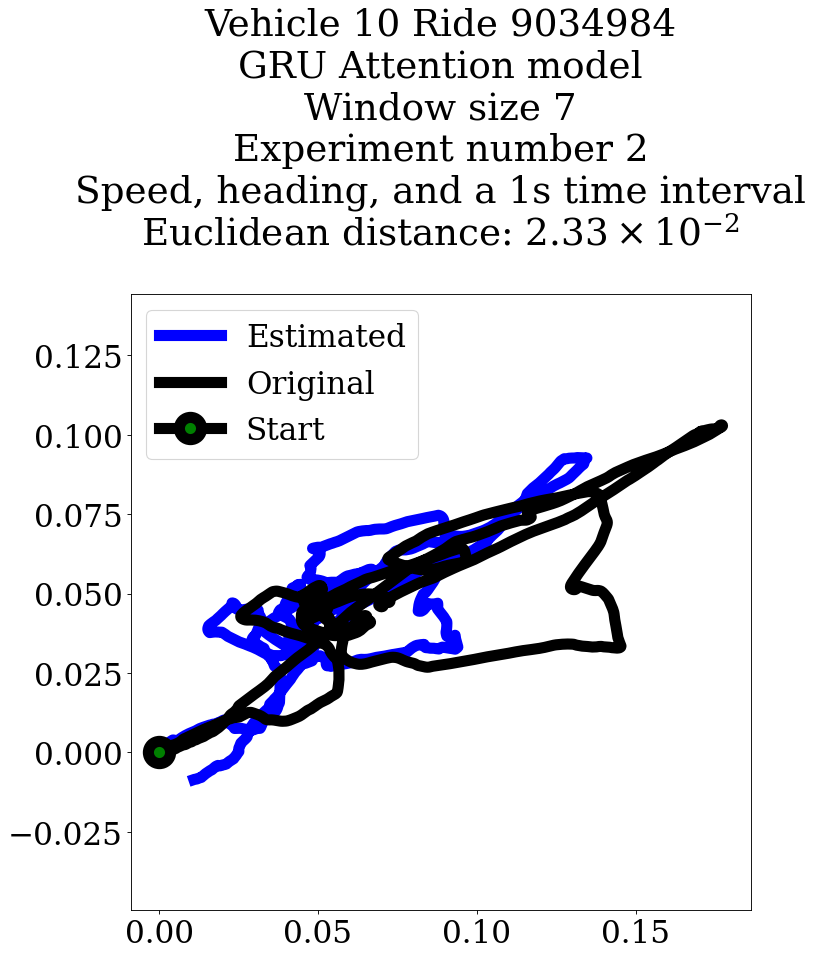 Vehicle 10 Ride 9034984
GRU Attention model
Window size 7
Experiment number 2
Speed, heading, and a 1s time interval
Euclidean distance: 2.33 × 10⁻²
Estimated
Original
Start
0.125
0.100
0.075
0.050
0.025
0.000
−0.025
0.00 0.05 0.10 0.15